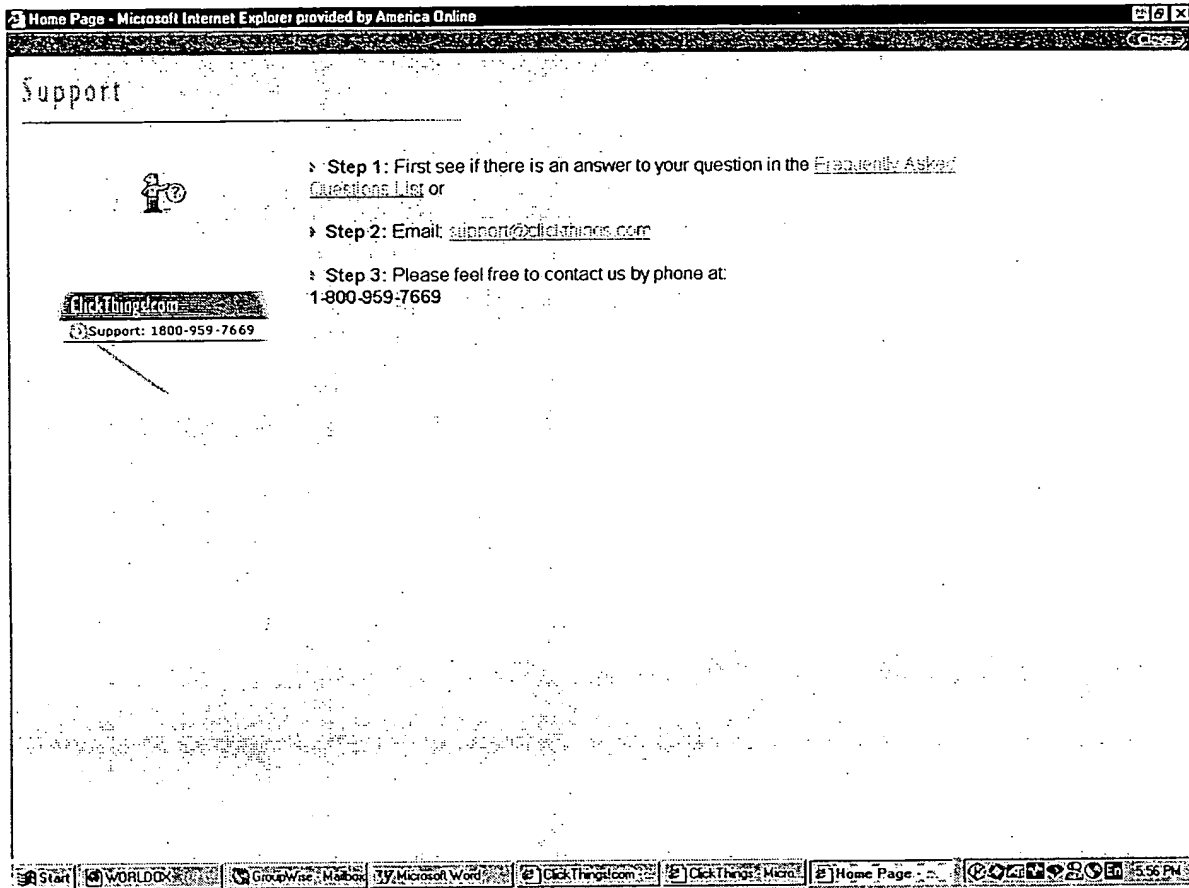 Home Page - Microsoft Internet Explorer provided by America Online
Close
Support
Step 1: First see if there is an answer to your question in the Frequently Asked
Questions List or
Step 2: Email: support@clickthings.com
Step 3: Please feel free to contact us by phone at:
1-800-959-7669
ClickThings!com
Support: 1800-959-7669
Start WORLDOX GroupWise - Mailbox Microsoft Word ClickThings!com ClickThings - Micro Home Page - 5:56 PM